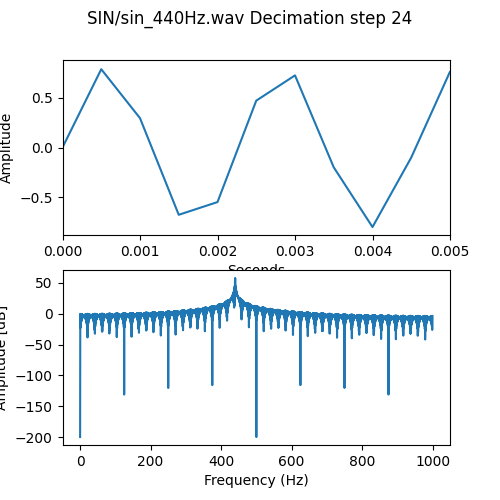 SIN/sin_440Hz.wav Decimation step 24
0.5
0.0
−0.5
Amplitude
0.000 0.001 0.002 0.003 0.004 0.005
Seconds
50
0
−50
−100
−150
−200
Amplitude [dB]
0 200 400 600 800 1000
Frequency (Hz)